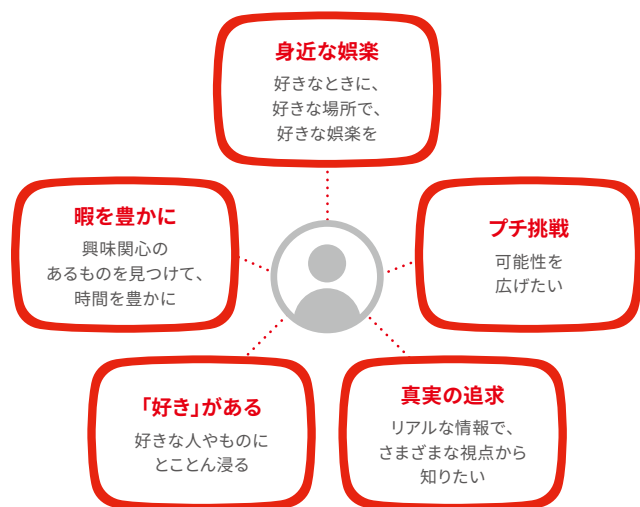 身近な娯楽
好きなときに、
好きな場所で、
好きな娯楽を
暇を豊かに
興味関心の
あるものを見つけて、
時間を豊かに
プチ挑戦
可能性を
広げたい
「好き」がある
好きな人やものに
とことん浸る
真実の追求
リアルな情報で、
さまざまな視点から
知りたい